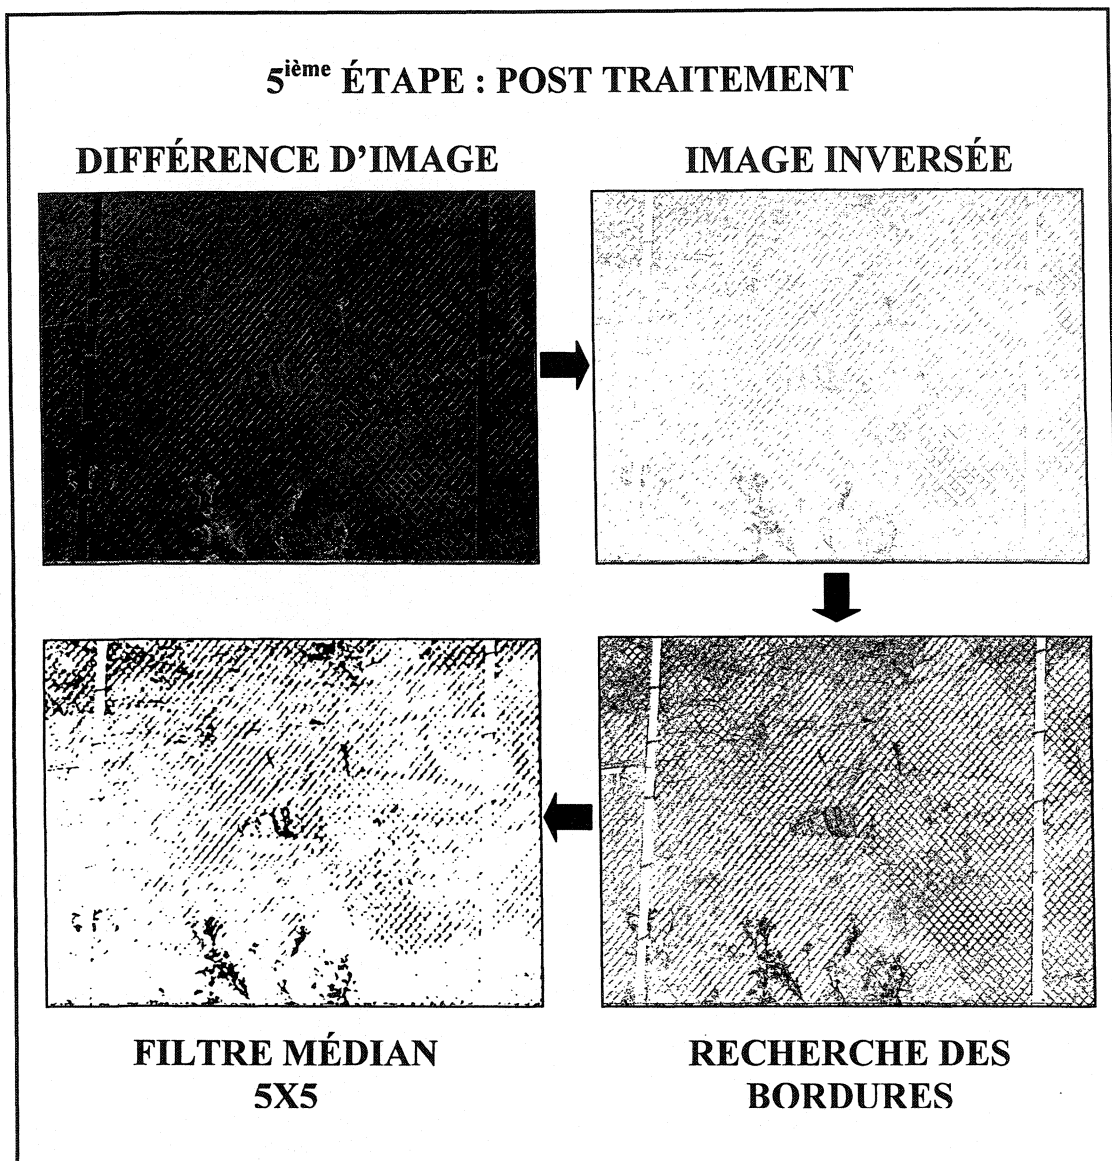 5ième ÉTAPE : POST TRAITEMENT
DIFFÉRENCE D'IMAGE
IMAGE INVERSÉE
FILTRE MÉDIAN
5X5
RECHERCHE DES
BORDURES